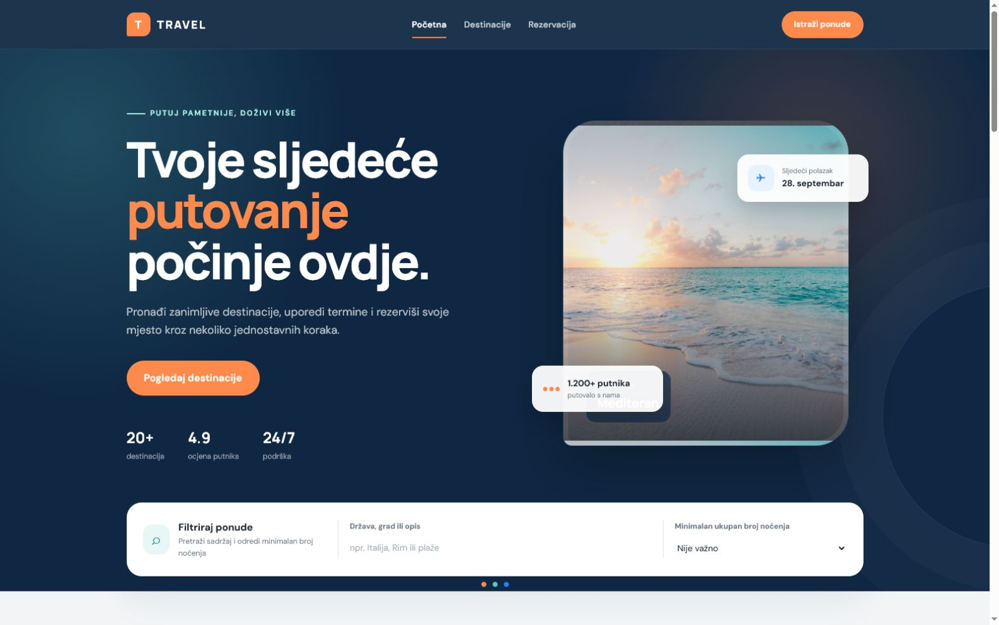 T TRAVEL
Početna Destinacije Rezervacija
Istraži ponude
PUTUJ PAMETNIJE, DOŽIVI VIŠE
Tvoje sljedeće
putovanje
počinje ovdje.
Pronađi zanimljive destinacije, uporedi termine i rezerviši svoje
mjesto kroz nekoliko jednostavnih koraka.
Pogledaj destinacije
20+ 4.9 24/7
destinacija ocjena putnika podrška
Sljedeći polazak
28. septembar
1.200+ putnika
putovalo s nama
Mediteran
Filtriraj ponude
Pretraži sadržaj i odredi minimalan broj
noćenja
Država, grad ili opis
npr. Italija, Rim ili plaže
Minimalan ukupan broj noćenja
Nije važno